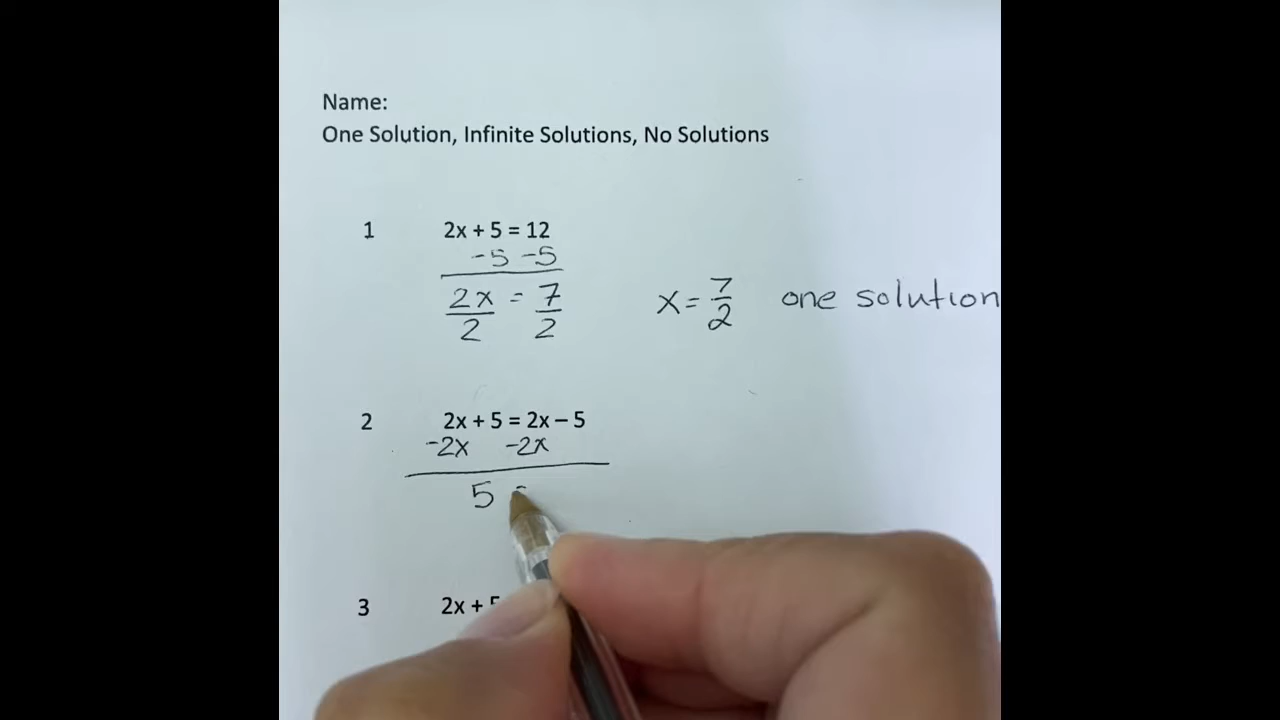 Name:
One Solution, Infinite Solutions, No Solutions
1 2x + 5 = 12
-5 -5
2x = 7
2 2
x = 7/2 one solution
2 2x + 5 = 2x – 5
-2x -2x
5 =
3 2x +